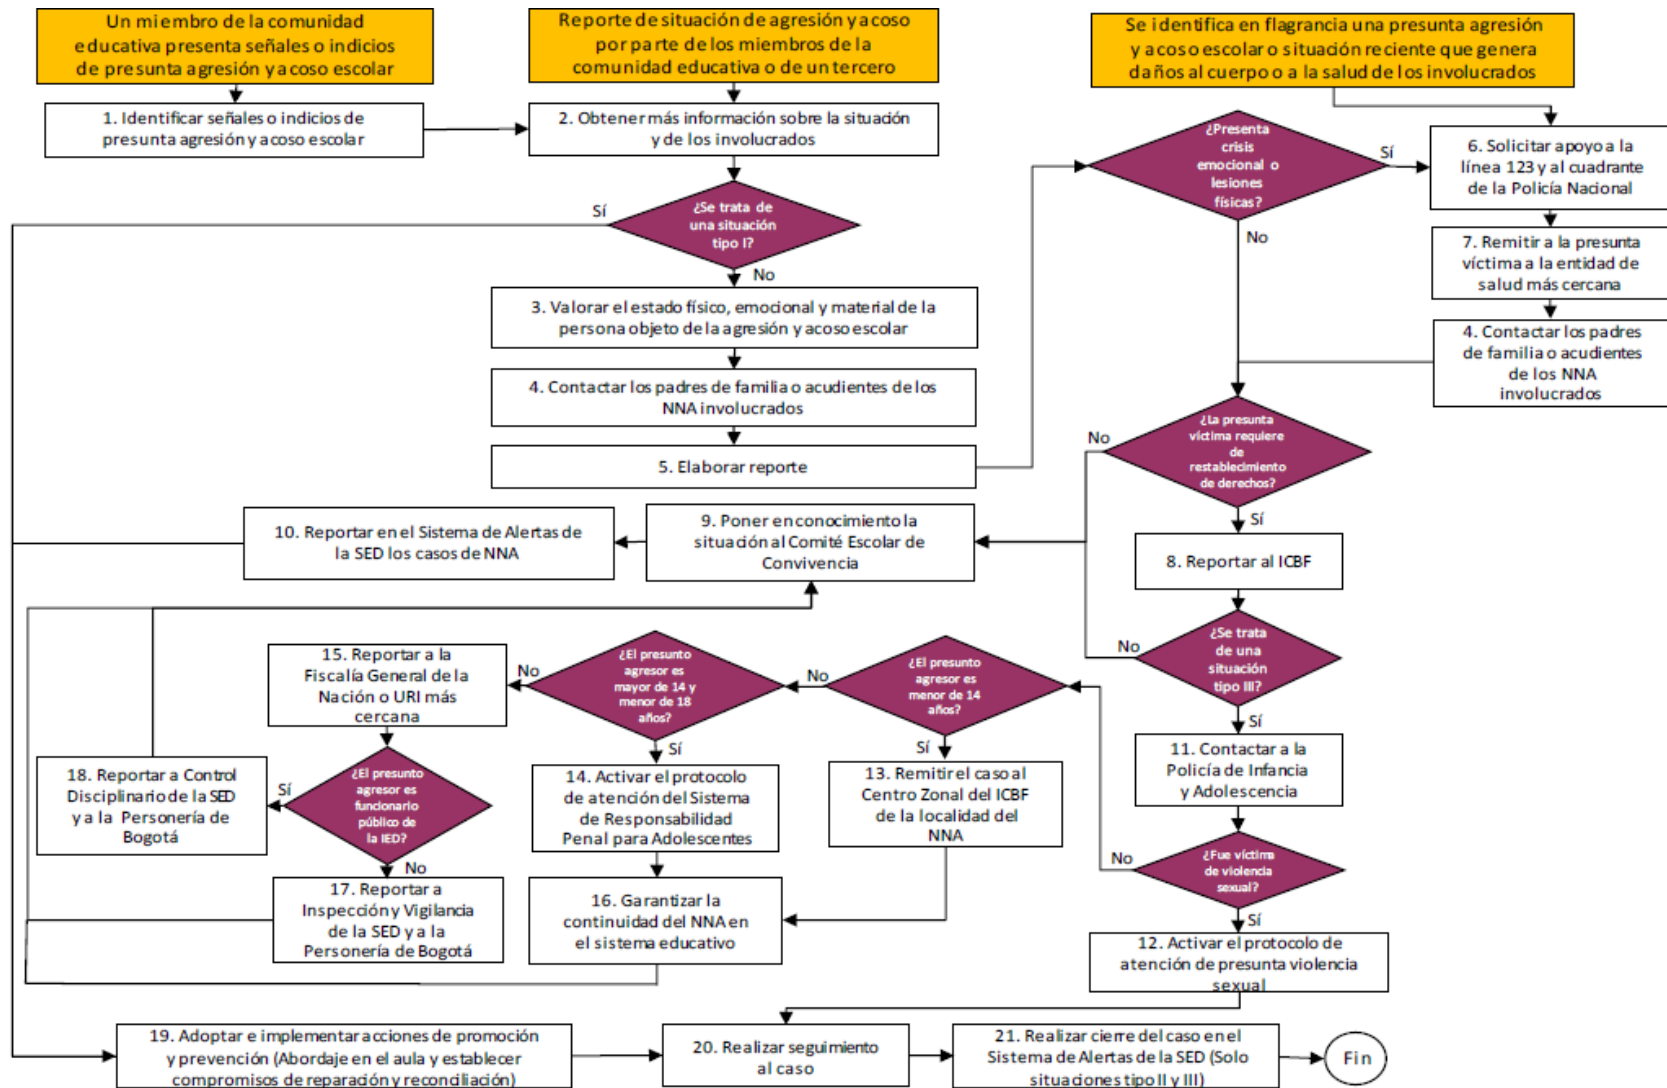 Un miembro de la comunidad
educativa presenta señales o indicios
de presunta agresión y acoso escolar
Reporte de situación de agresión y acoso
por parte de los miembros de la
comunidad educativa o de un tercero
Se identifica en flagrancia una presunta agresión
y acoso escolar o situación reciente que genera
daños al cuerpo o a la salud de los involucrados
1. Identificar señales o indicios de
presunta agresión y acoso escolar
2. Obtener más información sobre la situación
y de los involucrados
¿Presenta
crisis
emocional o
lesiones
físicas?
Sí
No
6. Solicitar apoyo a la
línea 123 y al cuadrante
de la Policía Nacional
¿Se trata de
una situación
tipo I?
Sí
No
7. Remitir a la presunta
víctima a la entidad de
salud más cercana
3. Valorar el estado físico, emocional y material de la
persona objeto de la agresión y acoso escolar
4. Contactar los padres
de familia o acudientes
de los NNA
involucrados
4. Contactar los padres de familia o acudientes de los
NNA involucrados
¿La presunta
víctima requiere
de
restablecimiento
de derechos?
No
Sí
5. Elaborar reporte
10. Reportar en el Sistema de Alertas de
la SED los casos de NNA
9. Poner en conocimiento la
situación al Comité Escolar de
Convivencia
8. Reportar al ICBF
¿Se trata
de una
situación
tipo III?
No
Sí
15. Reportar a la
Fiscalía General de la
Nación o URI más
cercana
No
¿El presunto
agresor es
mayor de 14 y
menor de 18
años?
Sí
No
¿El presunto
agresor es
menor de 14
años?
Sí
11. Contactar a la
Policía de Infancia
y Adolescencia
18. Reportar a Control
Disciplinario de la SED
y a la Personería de
Bogotá
Sí
¿El presunto
agresor es
funcionario
público de
la IED?
No
14. Activar el protocolo
de atención del Sistema
de Responsabilidad
Penal para Adolescentes
13. Remitir el caso al
Centro Zonal del ICBF
de la localidad del
NNA
No
¿Fue víctima
de violencia
sexual?
Sí
17. Reportar a
Inspección y Vigilancia
de la SED y a la
Personería de Bogotá
16. Garantizar la
continuidad del NNA en
el sistema educativo
12. Activar el protocolo de
atención de presunta violencia
sexual
19. Adoptar e implementar acciones de promoción
y prevención (Abordaje en el aula y establecer
compromisos de reparación y reconciliación)
20. Realizar seguimiento
al caso
21. Realizar cierre del caso en el
Sistema de Alertas de la SED (Solo
situaciones tipo II y III)
Fin